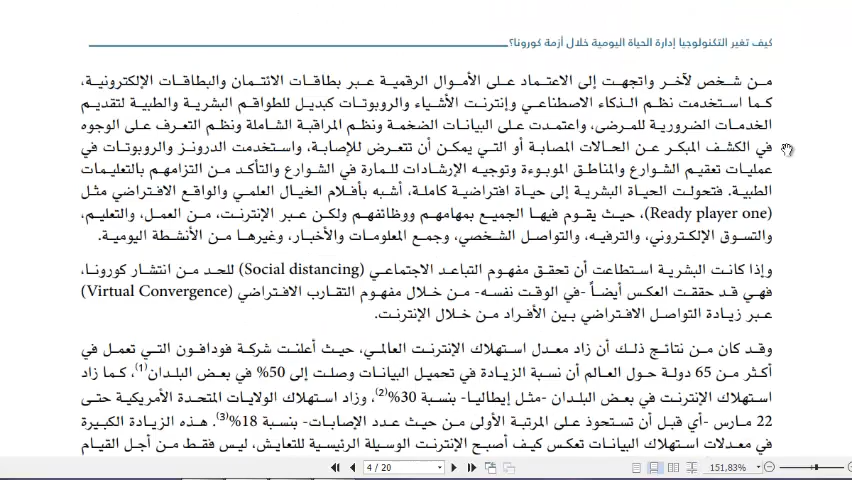 كيف تغير التكنولوجيا إدارة الحياة اليومية خلال أزمة كورونا؟
من شخص لآخر واتجهت إلى الاعتماد على الأموال الرقمية عبر بطاقات الائتمان والبطاقات الإلكترونية،
كما استخدمت نظم الذكاء الاصطناعي وإنترنت الأشياء والروبوتات كبديل للطواقم البشرية والطبية لتقديم
الخدمات الضرورية للمرضى، واعتمدت على البيانات الضخمة ونظم المراقبة الشاملة ونظم التعرف على الوجوه
في الكشف المبكر عن الحالات المصابة أو التي يمكن أن تتعرض للإصابة، واستخدمت الدرونز والروبوتات في
عمليات تعقيم الشوارع والمناطق الموبوءة وتوجيه الإرشادات للمارة في الشوارع والتأكد من التزامهم بالتعليمات
الطبية. فتحولت الحياة البشرية إلى حياة افتراضية كاملة، أشبه بأفلام الخيال العلمي والواقع الافتراضي مثل
(Ready player one)، حيث يقوم فيها الجميع بمهامهم ووظائفهم ولكن عبر الإنترنت، من العمل، والتعليم،
والتسوق الإلكتروني، والترفيه، والتواصل الشخصي، وجمع المعلومات والأخبار، وغيرها من الأنشطة اليومية.
وإذا كانت البشرية استطاعت أن تحقق مفهوم التباعد الاجتماعي (Social distancing) للحد من انتشار كورونا،
فهي قد حققت العكس أيضاً -في الوقت نفسه- من خلال مفهوم التقارب الافتراضي (Virtual Convergence)
عبر زيادة التواصل الافتراضي بين الأفراد من خلال الإنترنت.
وقد كان من نتائج ذلك أن زاد معدل استهلاك الإنترنت العالمي، حيث أعلنت شركة فودافون التي تعمل في
أكثر من 65 دولة حول العالم أن نسبة الزيادة في تحميل البيانات وصلت إلى 50% في بعض البلدان(1)، كما زاد
استهلاك الإنترنت في بعض البلدان -مثل إيطاليا- بنسبة 30%(2)، وزاد استهلاك الولايات المتحدة الأمريكية حتى
22 مارس -أي قبل أن تستحوذ على المرتبة الأولى من حيث عدد الإصابات- بنسبة 18%(3). هذه الزيادة الكبيرة
في معدلات استهلاك البيانات تعكس كيف أصبح الإنترنت الوسيلة الرئيسية للتعايش، ليس فقط من أجل القيام
4 / 20
151,83%